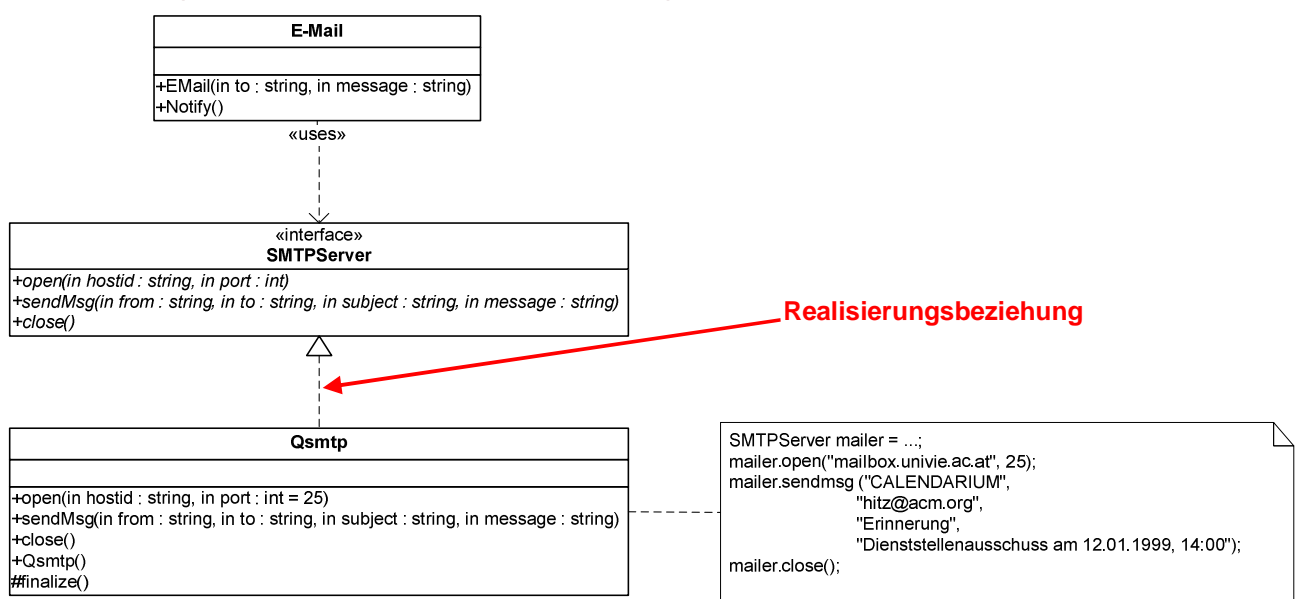 E-Mail
+EMail(in to : string, in message : string)
+Notify()
«uses»
«interface»
SMTPServer
+open(in hostid : string, in port : int)
+sendMsg(in from : string, in to : string, in subject : string, in message : string)
+close()
Realisierungsbeziehung
Qsmtp
+open(in hostid : string, in port : int = 25)
+sendMsg(in from : string, in to : string, in subject : string, in message : string)
+close()
+Qsmtp()
#finalize()
SMTPServer mailer = ...;
mailer.open("mailbox.univie.ac.at", 25);
mailer.sendmsg ("CALENDARIUM",
"hitz@acm.org",
"Erinnerung",
"Dienststellenausschuss am 12.01.1999, 14:00");
mailer.close();